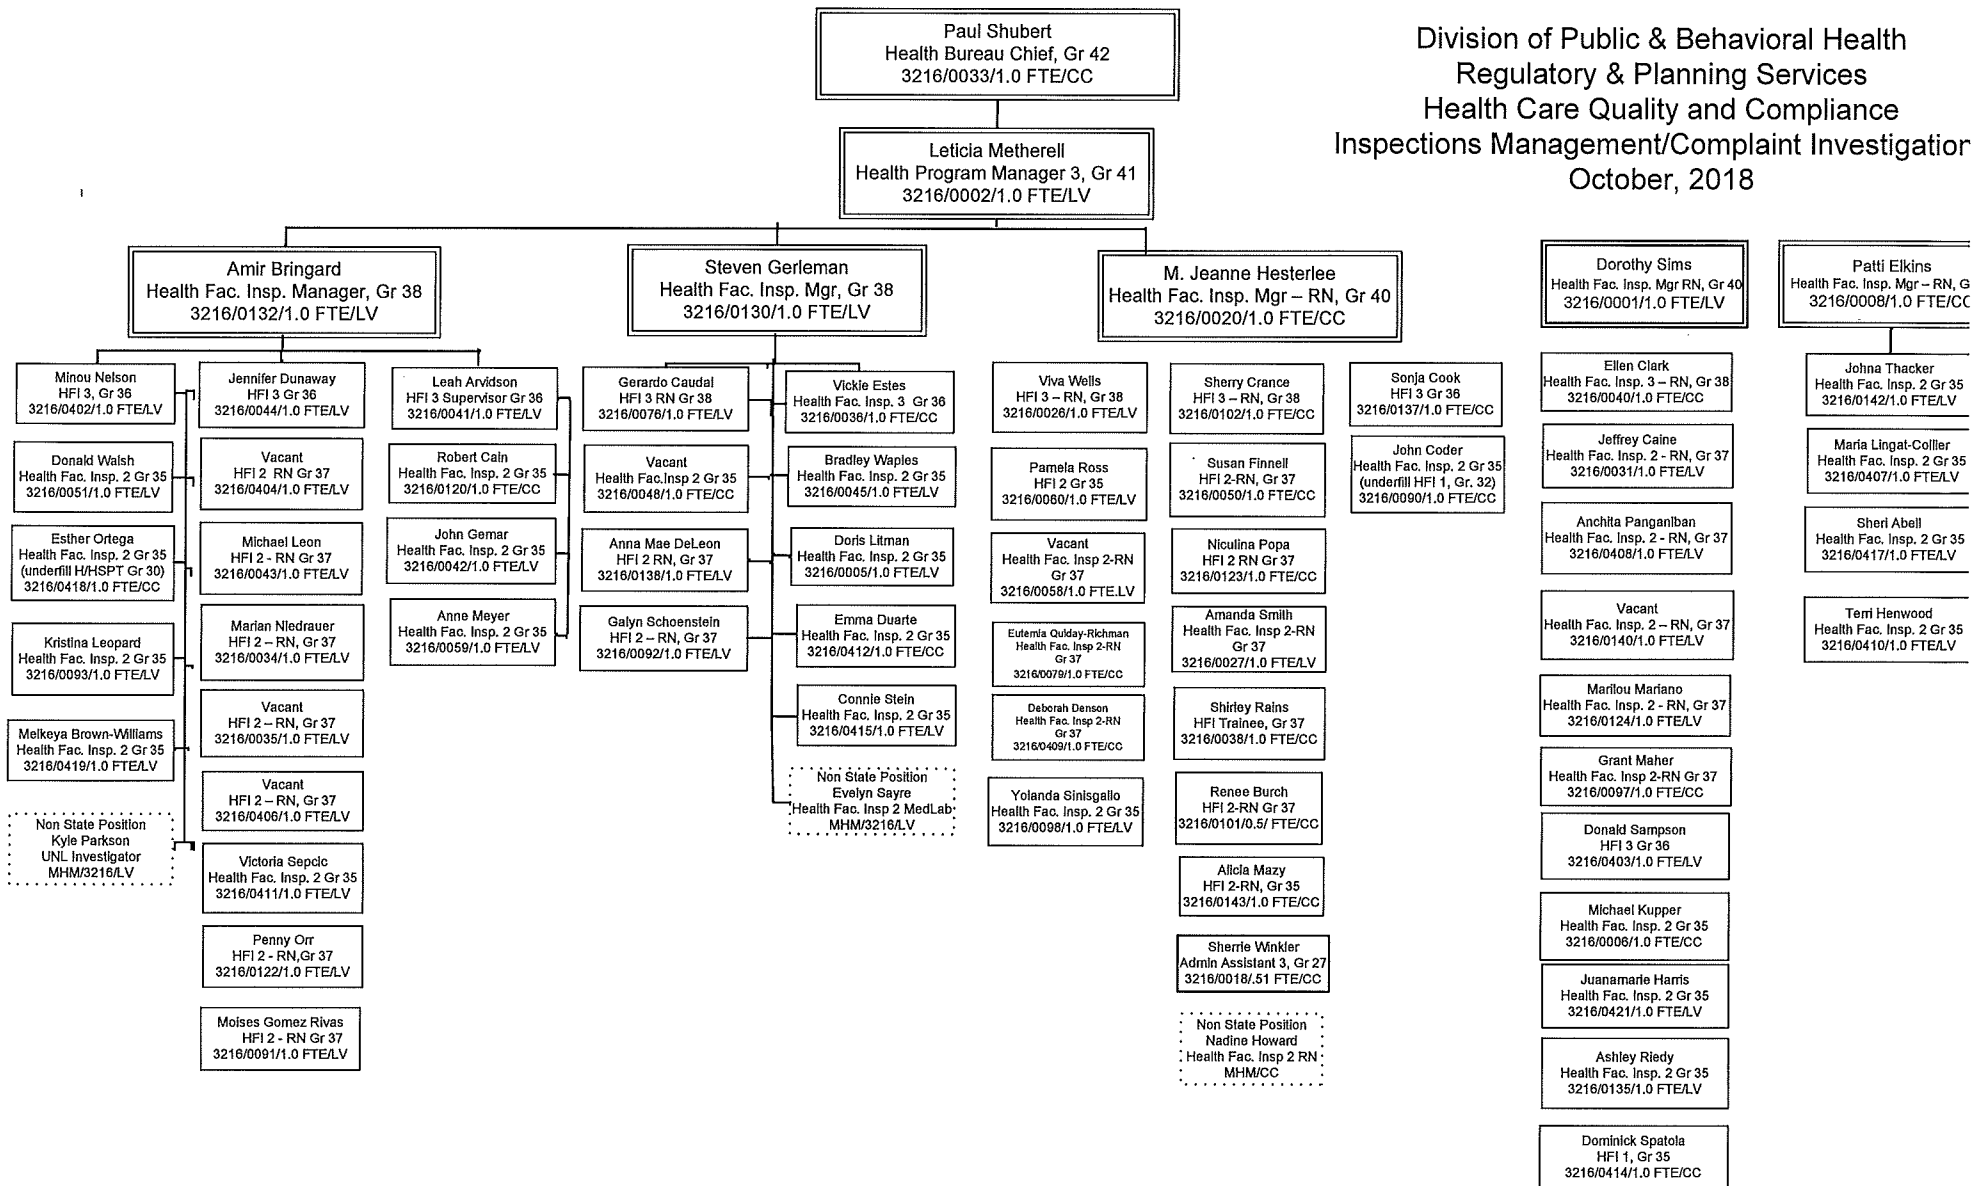 Paul Shubert
Health Bureau Chief, Gr 42
3216/0033/1.0 FTE/CC
Division of Public & Behavioral Health
Regulatory & Planning Services
Health Care Quality and Compliance
Inspections Management/Complaint Investigation
October, 2018
Leticia Metherell
Health Program Manager 3, Gr 41
3216/0002/1.0 FTE/LV
Amir Bringard
Health Fac. Insp. Manager, Gr 38
3216/0132/1.0 FTE/LV
Minou Nelson
HFI 3, Gr 36
3216/0402/1.0 FTE/LV
Donald Walsh
Health Fac. Insp. 2 Gr 35
3216/0051/1.0 FTE/LV
Esther Ortega
Health Fac. Insp. 2 Gr 35
(underfill H/HSPT Gr 30)
3216/0418/1.0 FTE/CC
Kristina Leopard
Health Fac. Insp. 2 Gr 35
3216/0093/1.0 FTE/LV
Melkeya Brown-Williams
Health Fac. Insp. 2 Gr 35
3216/0419/1.0 FTE/LV
Non State Position
Kyle Parkson
UNL Investigator
MHM/3216/LV
Jennifer Dunaway
HFI 3 Gr 36
3216/0044/1.0 FTE/LV
Vacant
HFI 2 RN Gr 37
3216/0404/1.0 FTE/LV
Michael Leon
HFI 2 - RN Gr 37
3216/0043/1.0 FTE/LV
Marian Niedrauer
HFI 2 – RN, Gr 37
3216/0034/1.0 FTE/LV
Vacant
HFI 2 – RN, Gr 37
3216/0035/1.0 FTE/LV
Vacant
HFI 2 – RN, Gr 37
3216/0406/1.0 FTE/LV
Victoria Sepcic
Health Fac. Insp. 2 Gr 35
3216/0411/1.0 FTE/LV
Penny Orr
HFI 2 - RN,Gr 37
3216/0122/1.0 FTE/LV
Moises Gomez Rivas
HFI 2 - RN Gr 37
3216/0091/1.0 FTE/LV
Leah Arvidson
HFI 3 Supervisor Gr 36
3216/0041/1.0 FTE/LV
Robert Cain
Health Fac. Insp. 2 Gr 35
3216/0120/1.0 FTE/CC
John Gemar
Health Fac. Insp. 2 Gr 35
3216/0042/1.0 FTE/LV
Anne Meyer
Health Fac. Insp. 2 Gr 35
3216/0059/1.0 FTE/LV
Steven Gerleman
Health Fac. Insp. Mgr, Gr 38
3216/0130/1.0 FTE/LV
Gerardo Caudal
HFI 3 RN Gr 38
3216/0076/1.0 FTE/LV
Vacant
Health Fac.Insp 2 Gr 35
3216/0048/1.0 FTE/CC
Anna Mae DeLeon
HFI 2 RN, Gr 37
3216/0138/1.0 FTE/LV
Galyn Schoenstein
HFI 2 – RN, Gr 37
3216/0092/1.0 FTE/LV
Vickie Estes
Health Fac. Insp. 3 Gr 36
3216/0036/1.0 FTE/CC
Bradley Waples
Health Fac. Insp. 2 Gr 35
3216/0045/1.0 FTE/LV
Doris Litman
Health Fac. Insp. 2 Gr 35
3216/0005/1.0 FTE/LV
Emma Duarte
Health Fac. Insp. 2 Gr 35
3216/0412/1.0 FTE/CC
Connie Stein
Health Fac. Insp. 2 Gr 35
3216/0415/1.0 FTE/LV
Non State Position
Evelyn Sayre
Health Fac. Insp 2 MedLab
MHM/3216/LV
M. Jeanne Hesterlee
Health Fac. Insp. Mgr – RN, Gr 40
3216/0020/1.0 FTE/CC
Viva Wells
HFI 3 – RN, Gr 38
3216/0026/1.0 FTE/LV
Pamela Ross
HFI 2 Gr 35
3216/0060/1.0 FTE/LV
Vacant
Health Fac. Insp 2-RN
Gr 37
3216/0058/1.0 FTE.LV
Eutemia Quiday-Richman
Health Fac. Insp 2-RN
Gr 37
3216/0079/1.0 FTE/CC
Deborah Denson
Health Fac. Insp 2-RN
Gr 37
3216/0409/1.0 FTE/CC
Yolanda Sinisgallo
Health Fac. Insp. 2 Gr 35
3216/0098/1.0 FTE/LV
Sherry Crance
HFI 3 – RN, Gr 38
3216/0102/1.0 FTE/CC
Susan Finnell
HFI 2-RN, Gr 37
3216/0050/1.0 FTE/CC
Niculina Popa
HFI 2 RN Gr 37
3216/0123/1.0 FTE/CC
Amanda Smith
Health Fac. Insp 2-RN
Gr 37
3216/0027/1.0 FTE/LV
Shirley Rains
HFI Trainee, Gr 37
3216/0038/1.0 FTE/CC
Renee Burch
HFI 2-RN Gr 37
3216/0101/0.5/ FTE/CC
Alicia Mazy
HFI 2-RN, Gr 35
3216/0143/1.0 FTE/CC
Sherrie Winkler
Admin Assistant 3, Gr 27
3216/0018/.51 FTE/CC
Non State Position
Nadine Howard
Health Fac. Insp 2 RN
MHM/CC
Sonja Cook
HFI 3 Gr 36
3216/0137/1.0 FTE/CC
John Coder
Health Fac. Insp. 2 Gr 35
(underfill HFI 1, Gr. 32)
3216/0090/1.0 FTE/CC
Dorothy Sims
Health Fac. Insp. Mgr RN, Gr 40
3216/0001/1.0 FTE/LV
Ellen Clark
Health Fac. Insp. 3 – RN, Gr 38
3216/0040/1.0 FTE/CC
Jeffrey Caine
Health Fac. Insp. 2 - RN, Gr 37
3216/0031/1.0 FTE/LV
Anchita Panganiban
Health Fac. Insp. 2 - RN, Gr 37
3216/0408/1.0 FTE/LV
Vacant
Health Fac. Insp. 2 – RN, Gr 37
3216/0140/1.0 FTE/LV
Marilou Mariano
Health Fac. Insp. 2 - RN, Gr 37
3216/0124/1.0 FTE/LV
Grant Maher
Health Fac. Insp 2-RN Gr 37
3216/0097/1.0 FTE/CC
Donald Sampson
HFI 3 Gr 36
3216/0403/1.0 FTE/LV
Michael Kupper
Health Fac. Insp. 2 Gr 35
3216/0006/1.0 FTE/CC
Juanamarie Harris
Health Fac. Insp. 2 Gr 35
3216/0421/1.0 FTE/LV
Ashley Riedy
Health Fac. Insp. 2 Gr 35
3216/0135/1.0 FTE/LV
Dominick Spatola
HFI 1, Gr 35
3216/0414/1.0 FTE/CC
Patti Elkins
Health Fac. Insp. Mgr – RN, G
3216/0008/1.0 FTE/CC
Johna Thacker
Health Fac. Insp. 2 Gr 35
3216/0142/1.0 FTE/LV
Maria Lingat-Collier
Health Fac. Insp. 2 Gr 35
3216/0407/1.0 FTE/LV
Sheri Abell
Health Fac. Insp. 2 Gr 35
3216/0417/1.0 FTE/LV
Terri Henwood
Health Fac. Insp. 2 Gr 35
3216/0410/1.0 FTE/LV